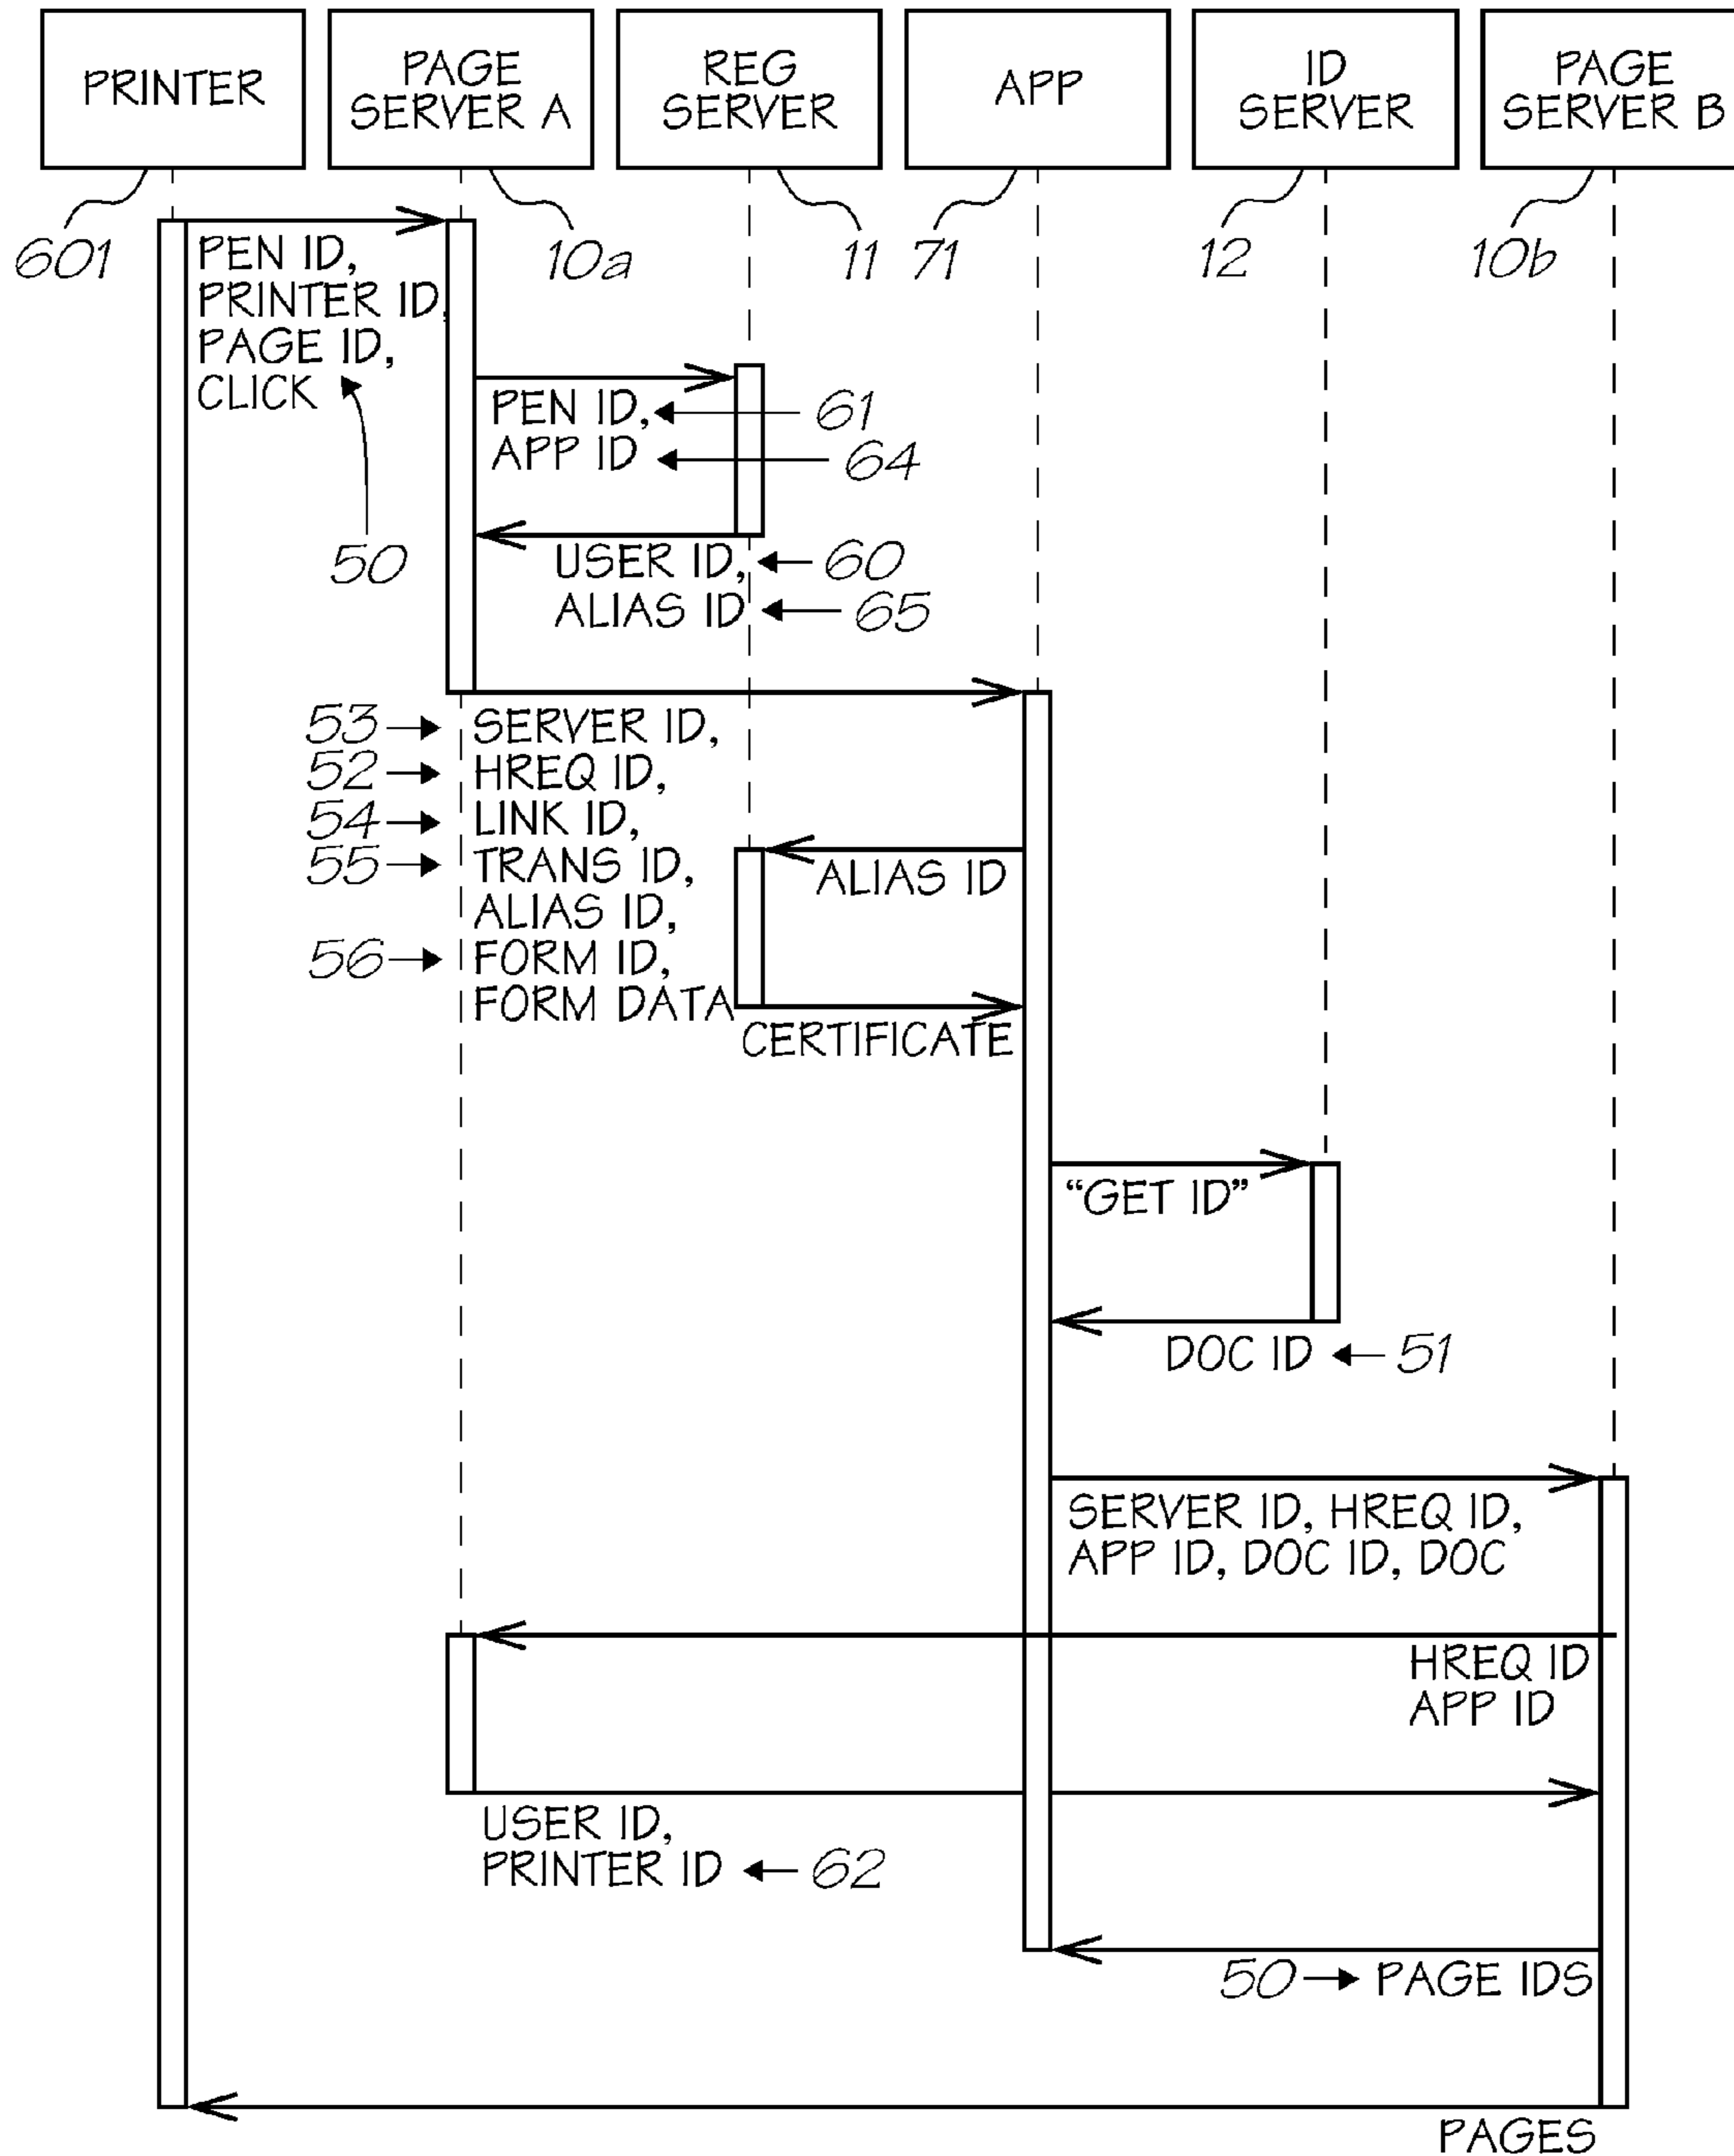 PRINTER
PAGE
SERVER A
REG
SERVER
APP
ID
SERVER
PAGE
SERVER B
601
10a
11
71
12
10b
PEN ID,
PRINTER ID,
PAGE ID,
CLICK
50
PEN ID,
61
APP ID
64
USER ID,
60
ALIAS ID
65
53
SERVER ID,
52
HREQ ID,
54
LINK ID,
55
TRANS ID,
ALIAS ID,
56
FORM ID,
FORM DATA
ALIAS ID
CERTIFICATE
“GET ID”
DOC ID
51
SERVER ID, HREQ ID,
APP ID, DOC ID, DOC
HREQ ID
APP ID
USER ID,
PRINTER ID
62
50
PAGE IDS
PAGES